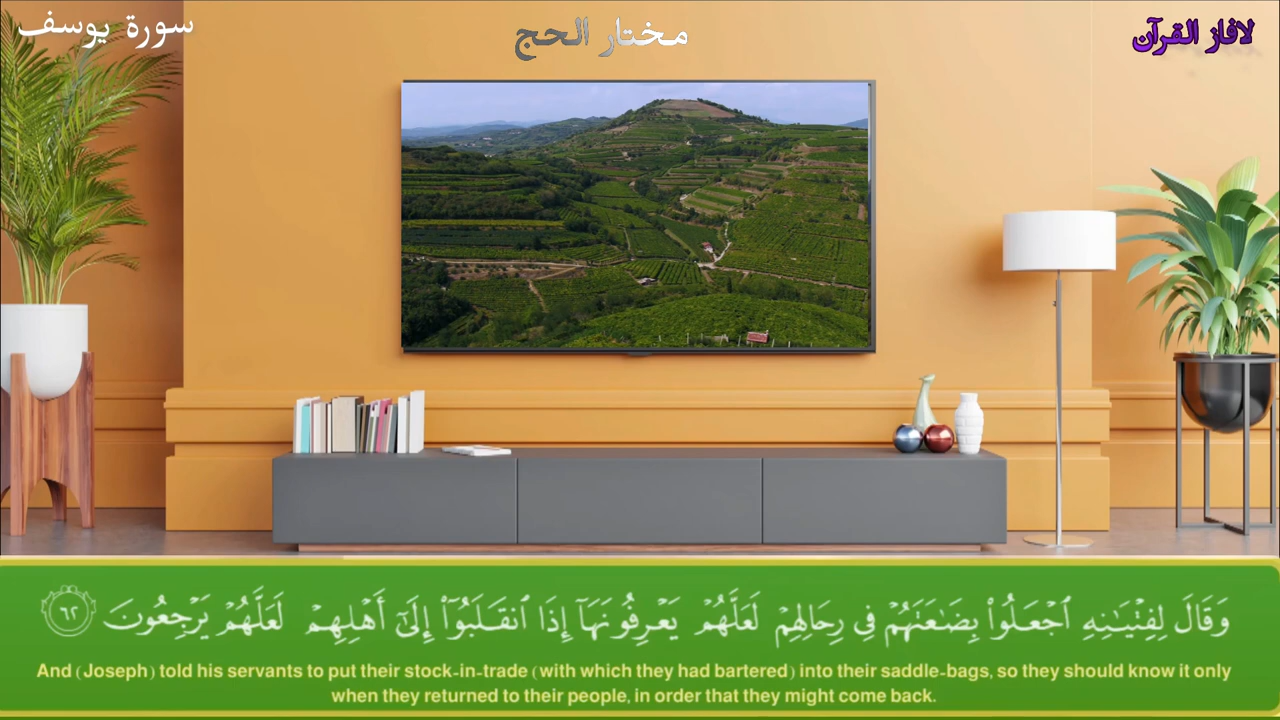 سورة يوسف
مختار الحج
لافاز القرآن
وَقَالَ لِفِتْيَـٰنِهِ ٱجْعَلُوا۟ بِضَـٰعَتَهُمْ فِى رِحَالِهِمْ لَعَلَّهُمْ يَعْرِفُونَهَآ إِذَا ٱنقَلَبُوٓا۟ إِلَىٰٓ أَهْلِهِمْ لَعَلَّهُمْ يَرْجِعُونَ ٦٢
And (Joseph) told his servants to put their stock-in-trade (with which they had bartered) into their saddle-bags, so they should know it only
when they returned to their people, in order that they might come back.